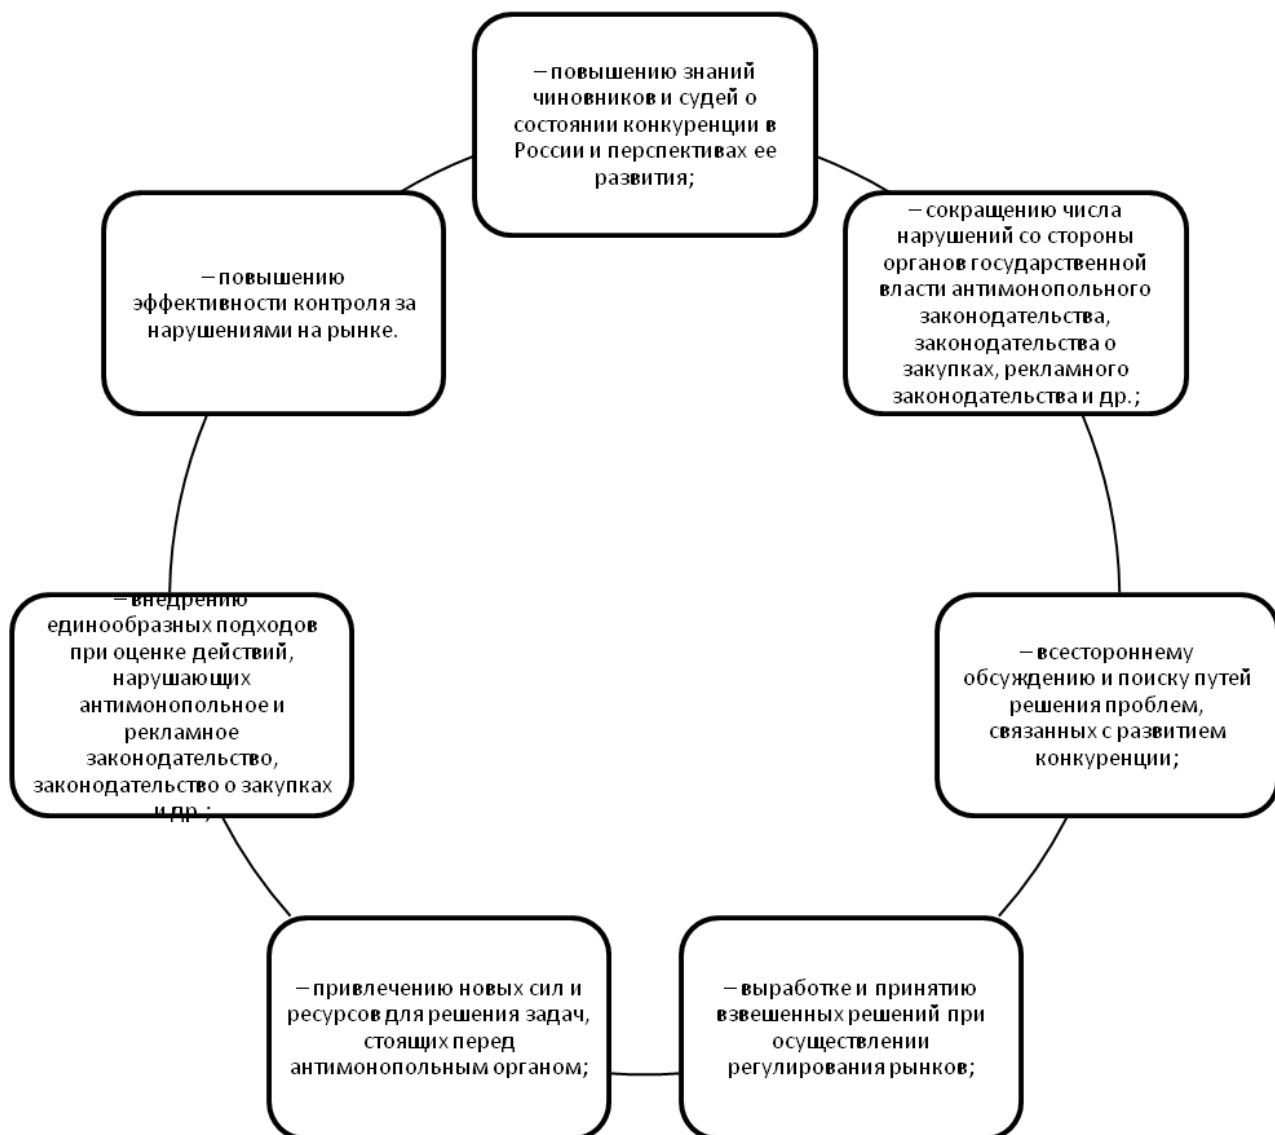 – повышению знаний
чиновников и судей о
состоянии конкуренции в
России и перспективах ее
развития;
– сокращению числа
нарушений со стороны
органов государственной
власти антимонопольного
законодательства,
законодательства о
закупках, рекламного
законодательства и др.;
– всестороннему
обсуждению и поиску путей
решения проблем,
связанных с развитием
конкуренции;
– выработке и принятию
взвешенных решений при
осуществлении
регулирования рынков;
– привлечению новых сил и
ресурсов для решения задач,
стоящих перед
антимонопольным органом;
– внедрению
единообразных подходов
при оценке действий,
нарушающих
антимонопольное и
рекламное
законодательство,
законодательство о закупках
и др.;
– повышению
эффективности контроля за
нарушениями на рынке.